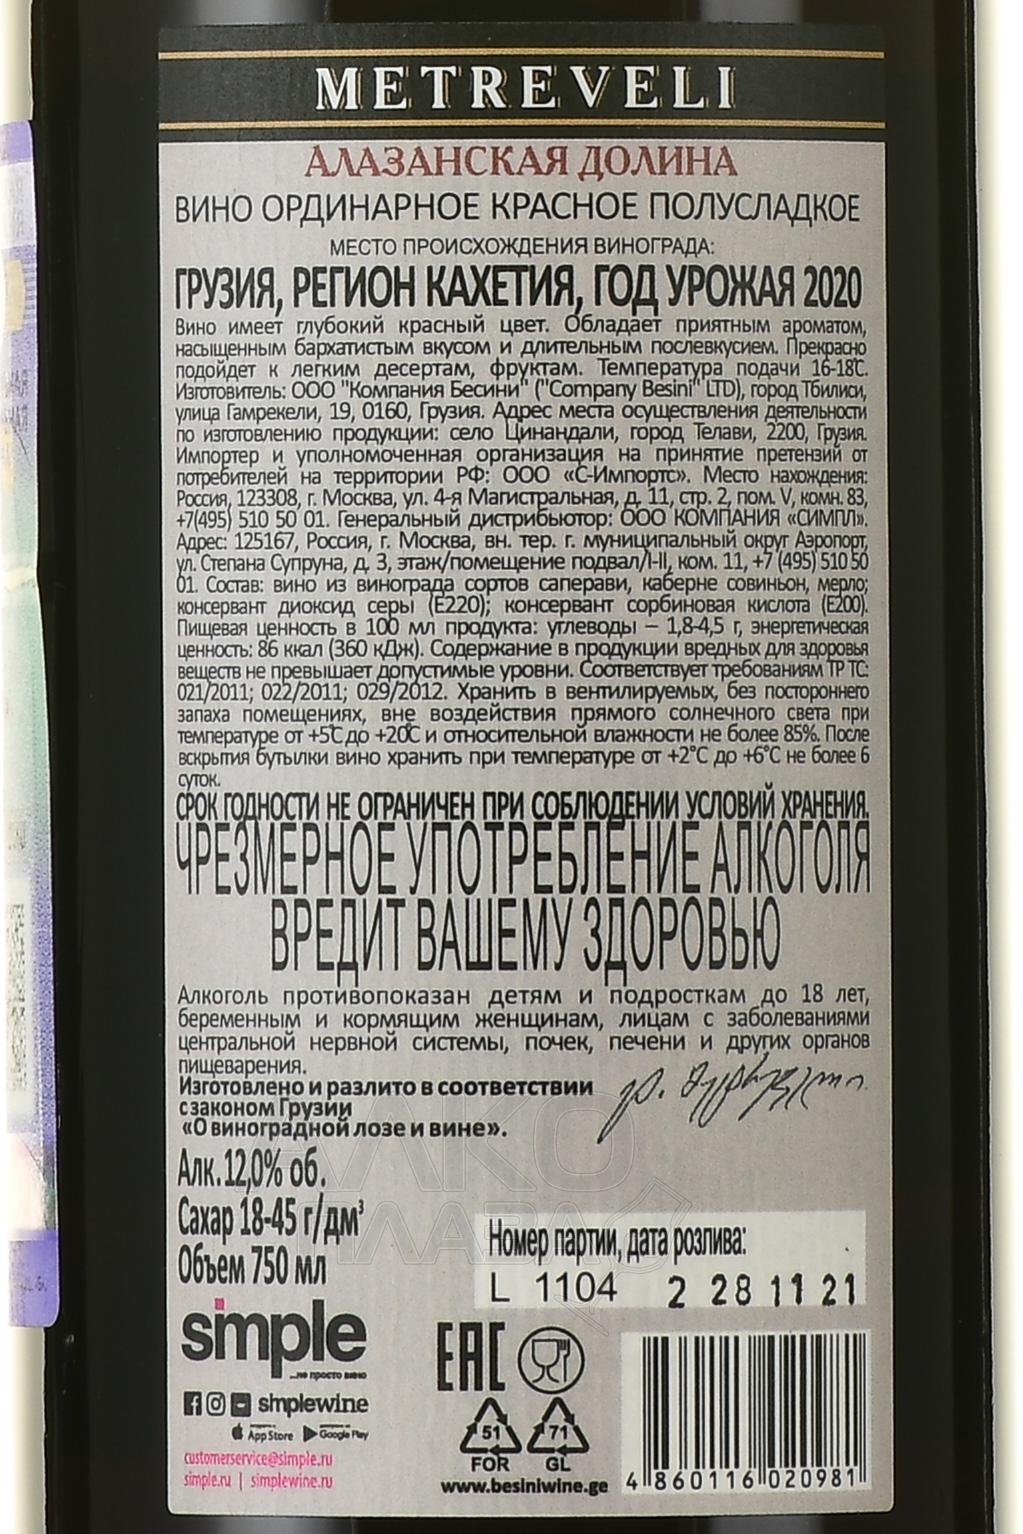 METREVELI
АЛАЗАНСКАЯ ДОЛИНА
ВИНО ОРДИНАРНОЕ КРАСНОЕ ПОЛУСЛАДКОЕ
МЕСТО ПРОИСХОЖДЕНИЯ ВИНОГРАДА:
ГРУЗИЯ, РЕГИОН КАХЕТИЯ, ГОД УРОЖАЯ 2020
Вино имеет глубокий красный цвет. Обладает приятным ароматом,
насыщенным бархатистым вкусом и длительным послевкусием. Прекрасно
подойдет к легким десертам, фруктам. Температура подачи 16-18℃.
Изготовитель: ООО "Компания Бесини" ("Company Besini" LTD), город Тбилиси,
улица Гамрекели, 19, 0160, Грузия. Адрес места осуществления деятельности
по изготовлению продукции: село Цинандали, город Телави, 2200, Грузия.
Импортер и уполномоченная организация на принятие претензий от
потребителей на территории РФ: ООО «С-Импортс». Место нахождения:
Россия, 123308, г. Москва, ул. 4-я Магистральная, д. 11, стр. 2, пом. V, комн. 83,
+7(495) 510 50 01. Генеральный дистрибьютор: ООО КОМПАНИЯ «СИМПЛ».
Адрес: 125167, Россия, г. Москва, вн. тер. г. муниципальный округ Аэропорт,
ул. Степана Супруна, д. 3, этаж/помещение подвал/I-II, ком. 11, +7 (495) 510 50
01. Состав: вино из винограда сортов саперави, каберне совиньон, мерло;
консервант диоксид серы (Е220); консервант сорбиновая кислота (Е200).
Пищевая ценность в 100 мл продукта: углеводы – 1,8-4,5 г, энергетическая
ценность: 86 ккал (360 кДж). Содержание в продукции вредных для здоровья
веществ не превышает допустимые уровни. Соответствует требованиям ТР ТС:
021/2011; 022/2011; 029/2012. Хранить в вентилируемых, без постороннего
запаха помещениях, вне воздействия прямого солнечного света при
температуре от +5℃ до +20℃ и относительной влажности не более 85%. После
вскрытия бутылки вино хранить при температуре от +2°С до +6°С не более 6
суток.
СРОК ГОДНОСТИ НЕ ОГРАНИЧЕН ПРИ СОБЛЮДЕНИИ УСЛОВИЙ ХРАНЕНИЯ.
ЧРЕЗМЕРНОЕ УПОТРЕБЛЕНИЕ АЛКОГОЛЯ
ВРЕДИТ ВАШЕМУ ЗДОРОВЬЮ
Алкоголь противопоказан детям и подросткам до 18 лет,
беременным и кормящим женщинам, лицам с заболеваниями
центральной нервной системы, почек, печени и других органов
пищеварения.
Изготовлено и разлито в соответствии
с законом Грузии
«О виноградной лозе и вине».
Алк. 12,0% об.
Сахар 18-45 г/дм³
Объем 750 мл
Номер партии, дата розлива:
L 1104 2 28 11 21
simple
...не просто вино
simplewine
App Store Google Play
customerservice@simple.ru
simple.ru | simplewine.ru
EAC
51 71
FOR GL
www.besiniwine.ge
4 860116 020981
АЛКО
ПЛАВА